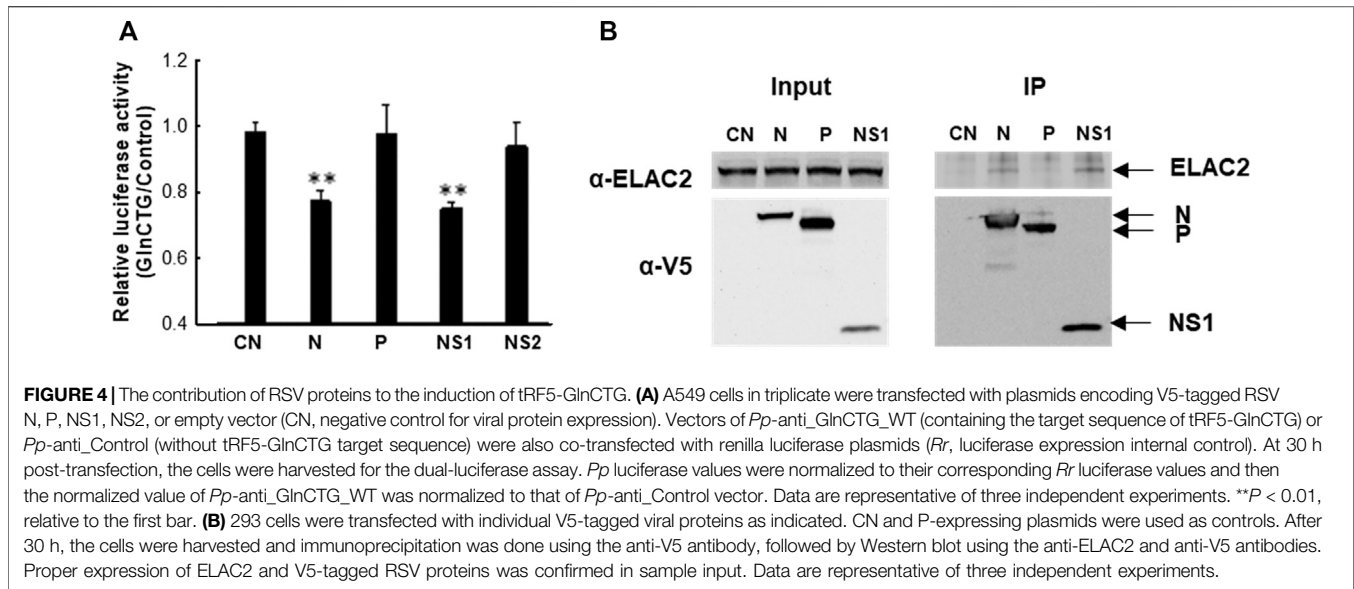 A
Relative luciferase activity
(GlnCTG/Control)
1.2
1.0
0.8
0.6
0.4
**
**
CN N P NS1 NS2
B
Input
IP
CN N P NS1
CN N P NS1
α-ELAC2
ELAC2
α-V5
N
P
NS1
FIGURE 4 | The contribution of RSV proteins to the induction of tRF5-GlnCTG. (A) A549 cells in triplicate were transfected with plasmids encoding V5-tagged RSV
N, P, NS1, NS2, or empty vector (CN, negative control for viral protein expression). Vectors of Pp-anti_GlnCTG_WT (containing the target sequence of tRF5-GlnCTG) or
Pp-anti_Control (without tRF5-GlnCTG target sequence) were also co-transfected with renilla luciferase plasmids (Rr, luciferase expression internal control). At 30 h
post-transfection, the cells were harvested for the dual-luciferase assay. Pp luciferase values were normalized to their corresponding Rr luciferase values and then
the normalized value of Pp-anti_GlnCTG_WT was normalized to that of Pp-anti_Control vector. Data are representative of three independent experiments. **P < 0.01,
relative to the first bar. (B) 293 cells were transfected with individual V5-tagged viral proteins as indicated. CN and P-expressing plasmids were used as controls. After
30 h, the cells were harvested and immunoprecipitation was done using the anti-V5 antibody, followed by Western blot using the anti-ELAC2 and anti-V5 antibodies.
Proper expression of ELAC2 and V5-tagged RSV proteins was confirmed in sample input. Data are representative of three independent experiments.